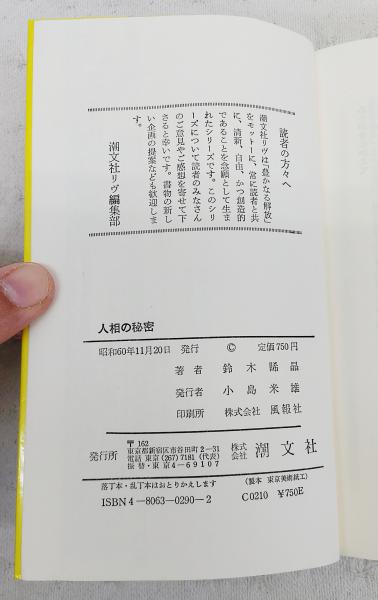 読者の方々へ
潮文社リヴは「豊かなる解放」
をモットーに、常に読者と共
に、清新、自由、かつ創造的
であることを念願として生ま
れたシリーズです。このシリ
ーズについて読者のみなさん
のご意見やご感想を寄せて下
さると幸いです。書物の新し
い企画の提案なども歓迎しま
す。
潮文社リヴ編集部
人相の秘密
昭和60年11月20日 発行 © 定価750円
著者 鈴木晞晶
発行者 小島米雄
印刷所 株式会社 風報社
発行所 〒162
東京都新宿区市谷田町2―31
電話 東京(267)7181(代表)
振替・東京4―69107
株式会社 潮文社
落丁本・乱丁本はおとりかえします (製本 東京美術紙工)
ISBN4―8063―0290―2 C0210 ¥750E